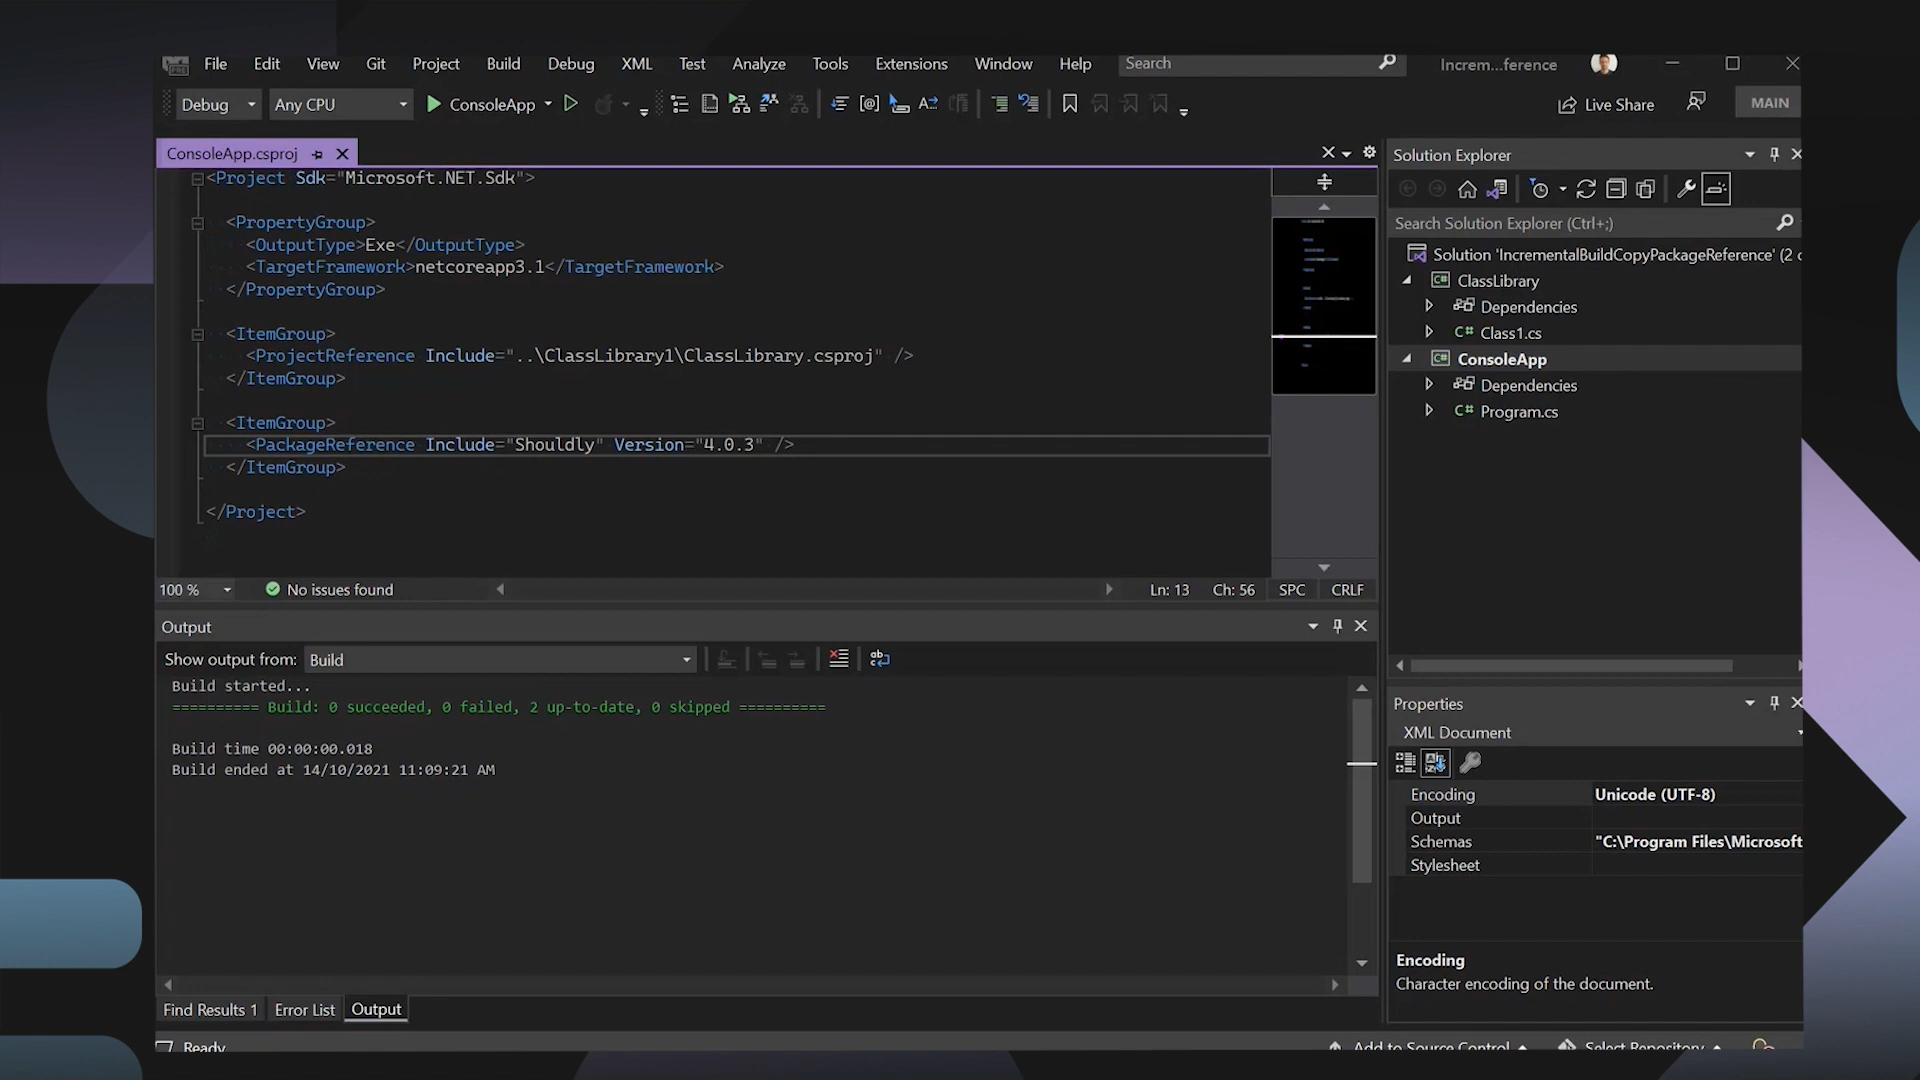 File Edit View Git Project Build Debug XML Test Analyze Tools Extensions Window Help Search Increm...ference
Debug Any CPU ConsoleApp Live Share MAIN
ConsoleApp.csproj
<Project Sdk="Microsoft.NET.Sdk">
<PropertyGroup>
<OutputType>Exe</OutputType>
<TargetFramework>netcoreapp3.1</TargetFramework>
</PropertyGroup>
<ItemGroup>
<ProjectReference Include="..\ClassLibrary1\ClassLibrary.csproj" />
</ItemGroup>
<ItemGroup>
<PackageReference Include="Shouldly" Version="4.0.3" />
</ItemGroup>
</Project>
100 % No issues found Ln: 13 Ch: 56 SPC CRLF
Output
Show output from: Build
Build started...
========== Build: 0 succeeded, 0 failed, 2 up-to-date, 0 skipped ==========
Build time 00:00:00.018
Build ended at 14/10/2021 11:09:21 AM
Find Results 1 Error List Output
Ready Add to Source Control Select Repository
Solution Explorer
Search Solution Explorer (Ctrl+;)
Solution 'IncrementalBuildCopyPackageReference' (2 
C# ClassLibrary
Dependencies
C# Class1.cs
C# ConsoleApp
Dependencies
C# Program.cs
Properties
XML Document
Encoding Unicode (UTF-8)
Output
Schemas "C:\Program Files\Microsoft
Stylesheet
Encoding
Character encoding of the document.